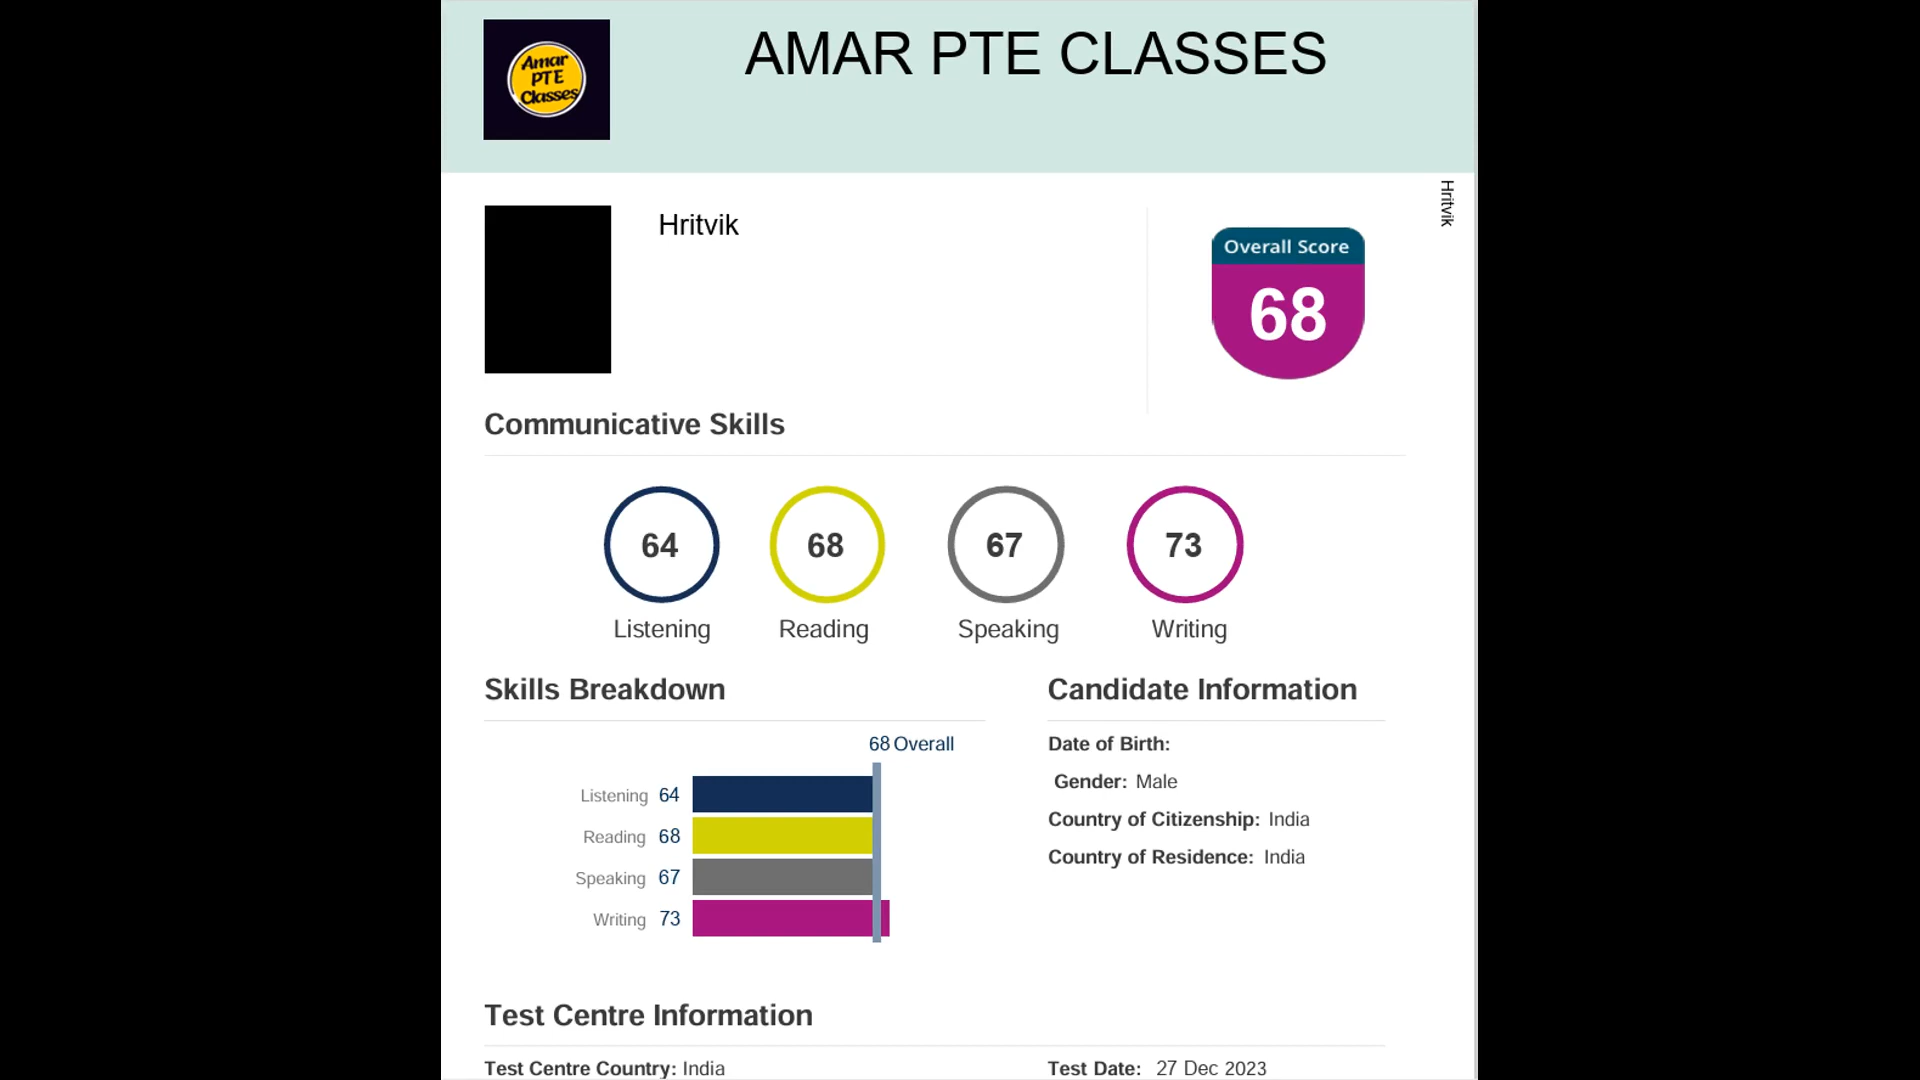 Amar
PTE
Classes
AMAR PTE CLASSES
Hritvik
Hritvik
Overall Score
68
Communicative Skills
64 68 67 73
Listening Reading Speaking Writing
Skills Breakdown
68 Overall
Listening 64
Reading 68
Speaking 67
Writing 73
Candidate Information
Date of Birth:
Gender: Male
Country of Citizenship: India
Country of Residence: India
Test Centre Information
Test Centre Country: India
Test Date: 27 Dec 2023